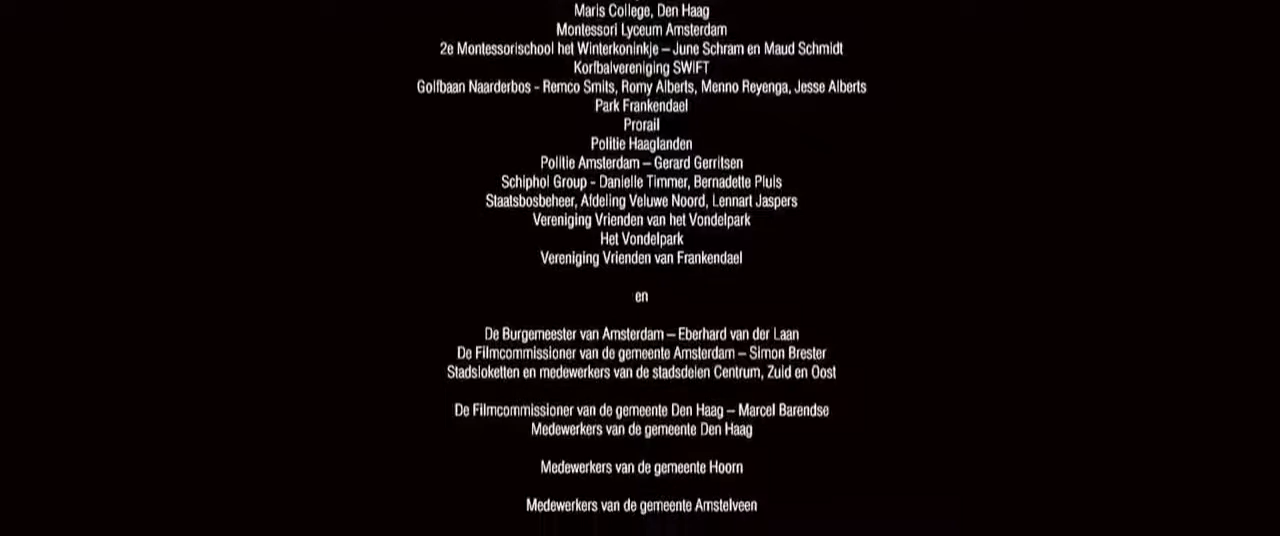 Maris College, Den Haag
Montessori Lyceum Amsterdam
2e Montessorischool het Winterkoninkje – June Schram en Maud Schmidt
Korfbalvereniging SWIFT
Golfbaan Naarderbos - Remco Smits, Romy Alberts, Menno Reyenga, Jesse Alberts
Park Frankendael
Prorail
Politie Haaglanden
Politie Amsterdam – Gerard Gerritsen
Schiphol Group - Danielle Timmer, Bernadette Pluis
Staatsbosbeheer, Afdeling Veluwe Noord, Lennart Jaspers
Vereniging Vrienden van het Vondelpark
Het Vondelpark
Vereniging Vrienden van Frankendael
en
De Burgemeester van Amsterdam – Eberhard van der Laan
De Filmcommissioner van de gemeente Amsterdam – Simon Brester
Stadsloketten en medewerkers van de stadsdelen Centrum, Zuid en Oost
De Filmcommissioner van de gemeente Den Haag – Marcel Barendse
Medewerkers van de gemeente Den Haag
Medewerkers van de gemeente Hoorn
Medewerkers van de gemeente Amstelveen